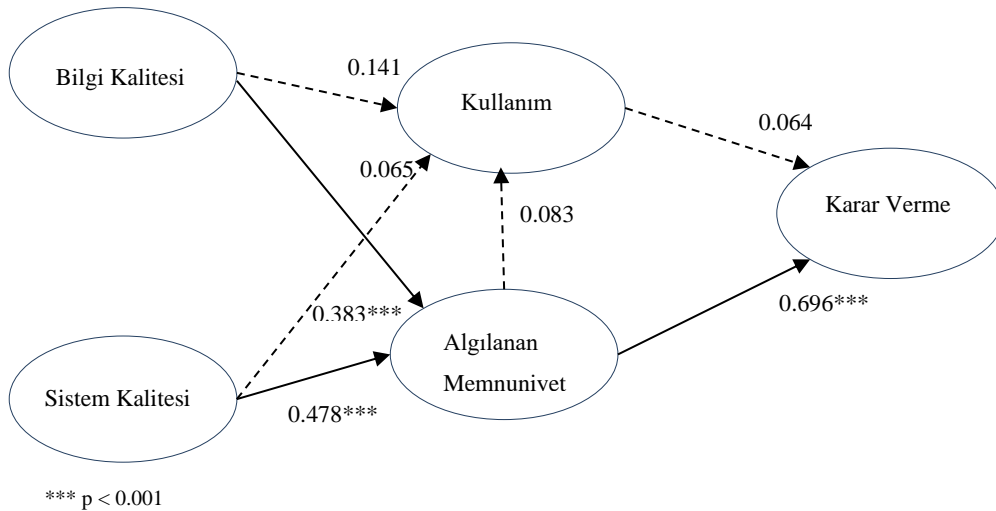 Bilgi Kalitesi
0.141
Kullanım
0.064
0.065
Karar Verme
0.083
0.383***
0.696***
Algılanan
Memnuniyet
Sistem Kalitesi
0.478***
*** p < 0.001